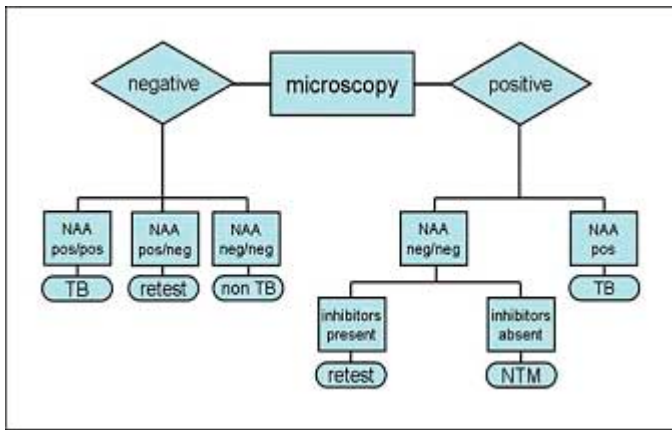 negative
microscopy
positive
NAA
pos/pos
NAA
pos/neg
NAA
neg/neg
NAA
neg/neg
NAA
pos
TB
retest
non TB
TB
inhibitors
present
inhibitors
absent
retest
NTM